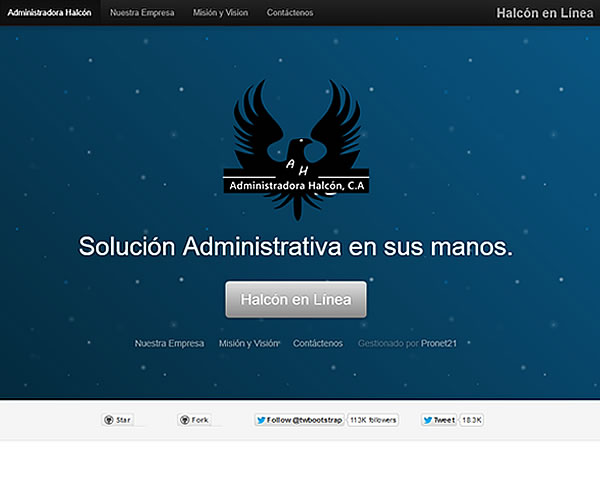 Administradora Halcón Nuestra Empresa Misión y Vision Contáctenos Halcón en Línea
A H
Administradora Halcón, C.A
Solución Administrativa en sus manos.
Halcón en Línea
Nuestra Empresa Misión y Visión Contáctenos Gestionado por Pronet21
Star Fork Follow @twbootstrap 113K followers Tweet 18.3K